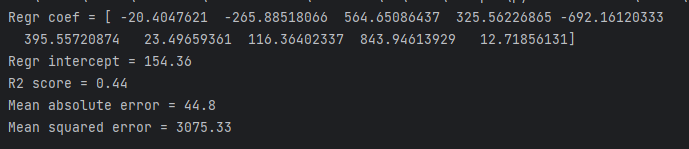 Regr coef = [ -20.4047621  -265.88518066  564.65086437  325.56228865 -692.16120333
  395.55720874   23.49659361  116.36402337  843.94613929   12.71856131]
Regr intercept = 154.36
R2 score = 0.44
Mean absolute error = 44.8
Mean squared error = 3075.33